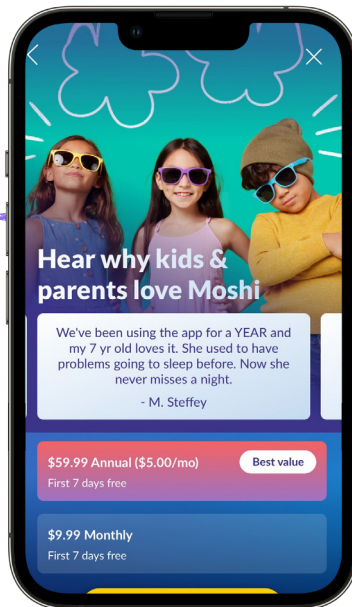 Hear why kids &
parents love Moshi
We've been using the app for a YEAR and
my 7 yr old loves it. She used to have
problems going to sleep before. Now she
never misses a night.
- M. Steffey
$59.99 Annual ($5.00/mo)
Best value
First 7 days free
$9.99 Monthly
First 7 days free